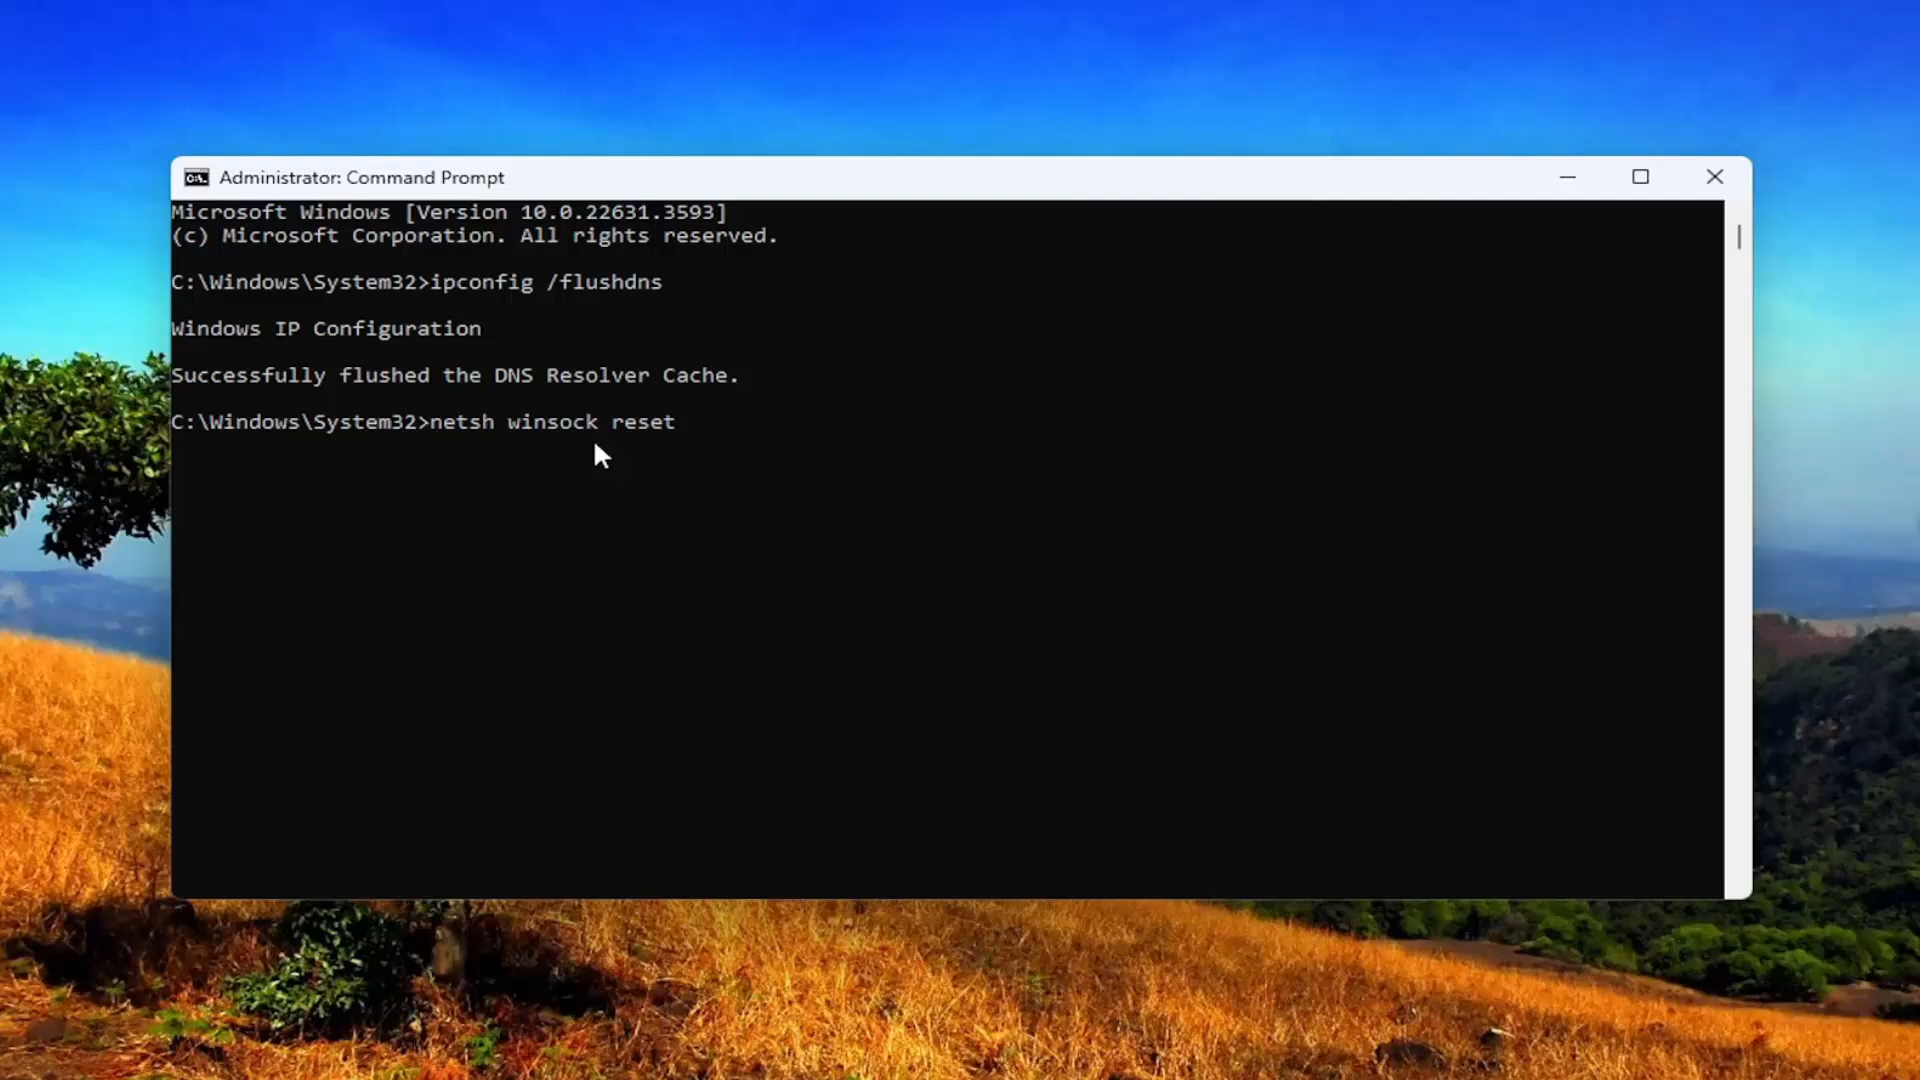 Administrator: Command Prompt
Microsoft Windows [Version 10.0.22631.3593]
(c) Microsoft Corporation. All rights reserved.
C:\Windows\System32>ipconfig /flushdns
Windows IP Configuration
Successfully flushed the DNS Resolver Cache.
C:\Windows\System32>netsh winsock reset